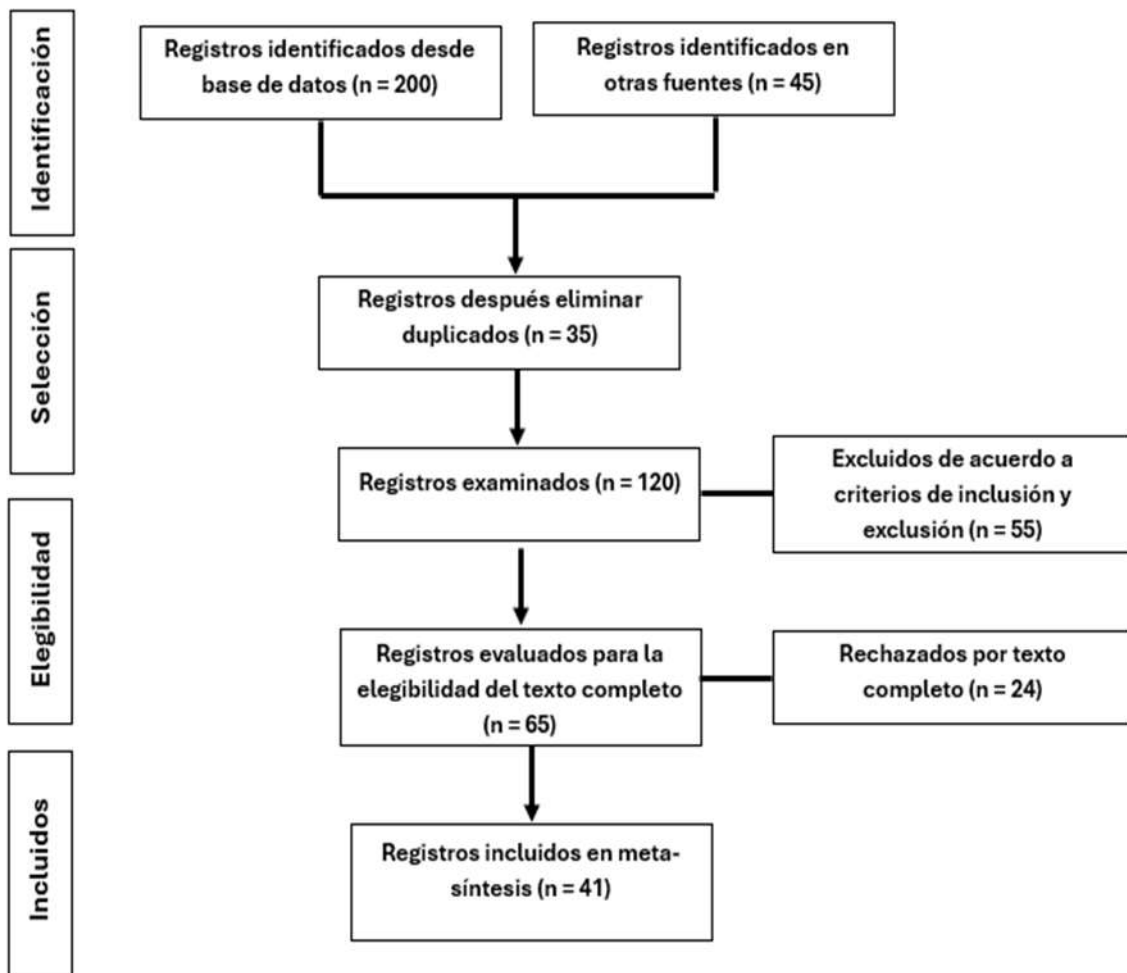 Identificación
Registros identificados desde
base de datos (n = 200)
Registros identificados en
otras fuentes (n = 45)
Selección
Registros después eliminar
duplicados (n = 35)
Registros examinados (n = 120)
Excluidos de acuerdo a
criterios de inclusión y
exclusión (n = 55)
Elegibilidad
Registros evaluados para la
elegibilidad del texto completo
(n = 65)
Rechazados por texto
completo (n = 24)
Incluidos
Registros incluidos en meta-
síntesis (n = 41)